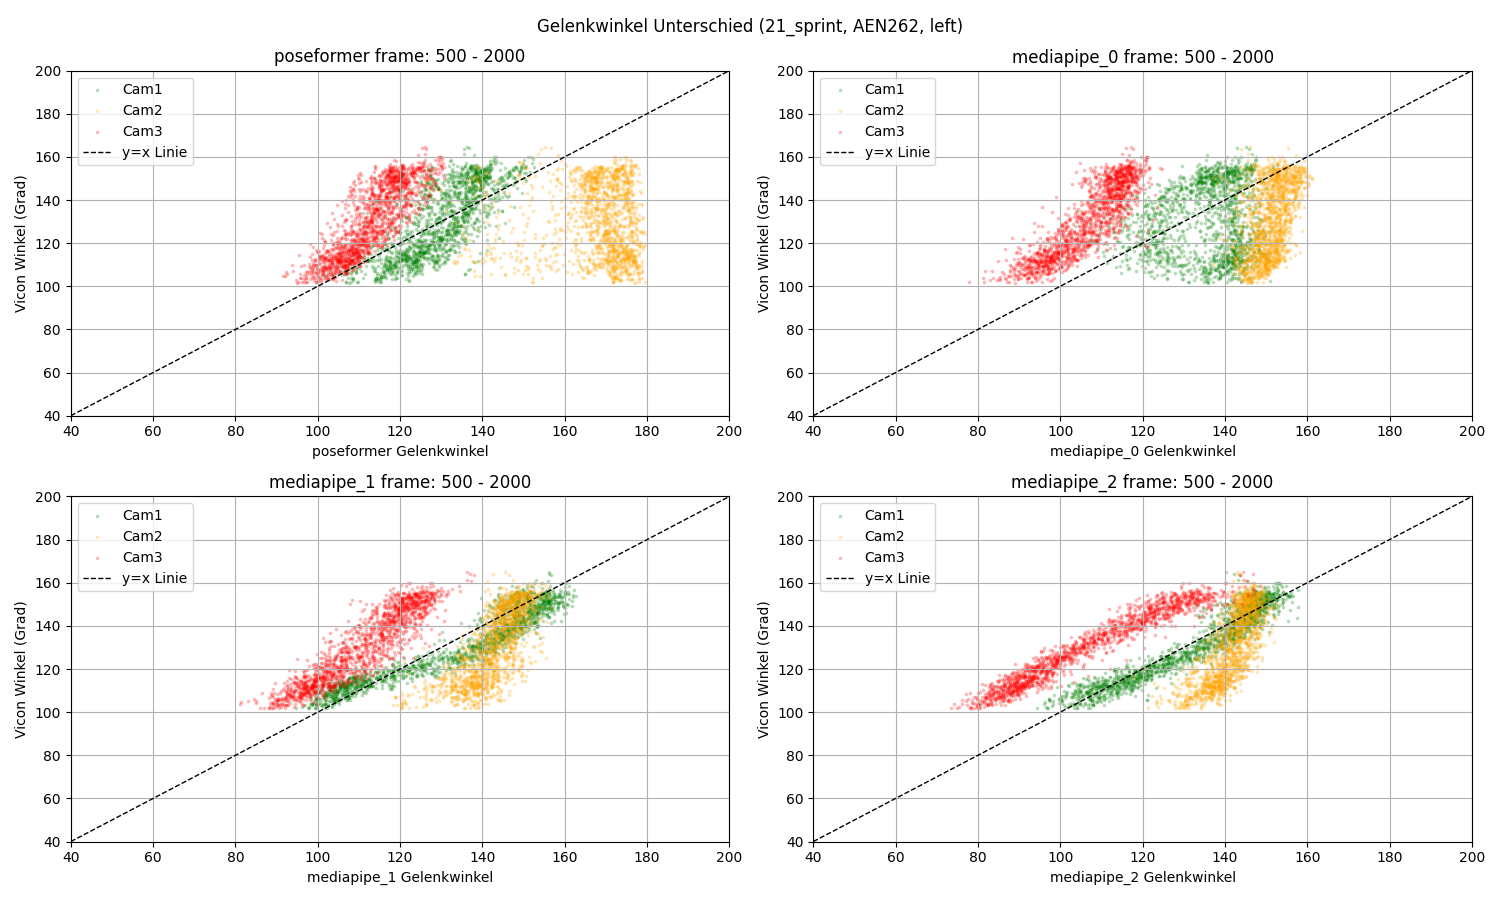 Gelenkwinkel Unterschied (21_sprint, AEN262, left)
poseformer frame: 500 - 2000
Vicon Winkel (Grad)
200
180
160
140
120
100
80
60
40
Cam1
Cam2
Cam3
y=x Linie
40 60 80 100 120 140 160 180 200
poseformer Gelenkwinkel
mediapipe_0 frame: 500 - 2000
Vicon Winkel (Grad)
200
180
160
140
120
100
80
60
40
Cam1
Cam2
Cam3
y=x Linie
40 60 80 100 120 140 160 180 200
mediapipe_0 Gelenkwinkel
mediapipe_1 frame: 500 - 2000
Vicon Winkel (Grad)
200
180
160
140
120
100
80
60
40
Cam1
Cam2
Cam3
y=x Linie
40 60 80 100 120 140 160 180 200
mediapipe_1 Gelenkwinkel
mediapipe_2 frame: 500 - 2000
Vicon Winkel (Grad)
200
180
160
140
120
100
80
60
40
Cam1
Cam2
Cam3
y=x Linie
40 60 80 100 120 140 160 180 200
mediapipe_2 Gelenkwinkel